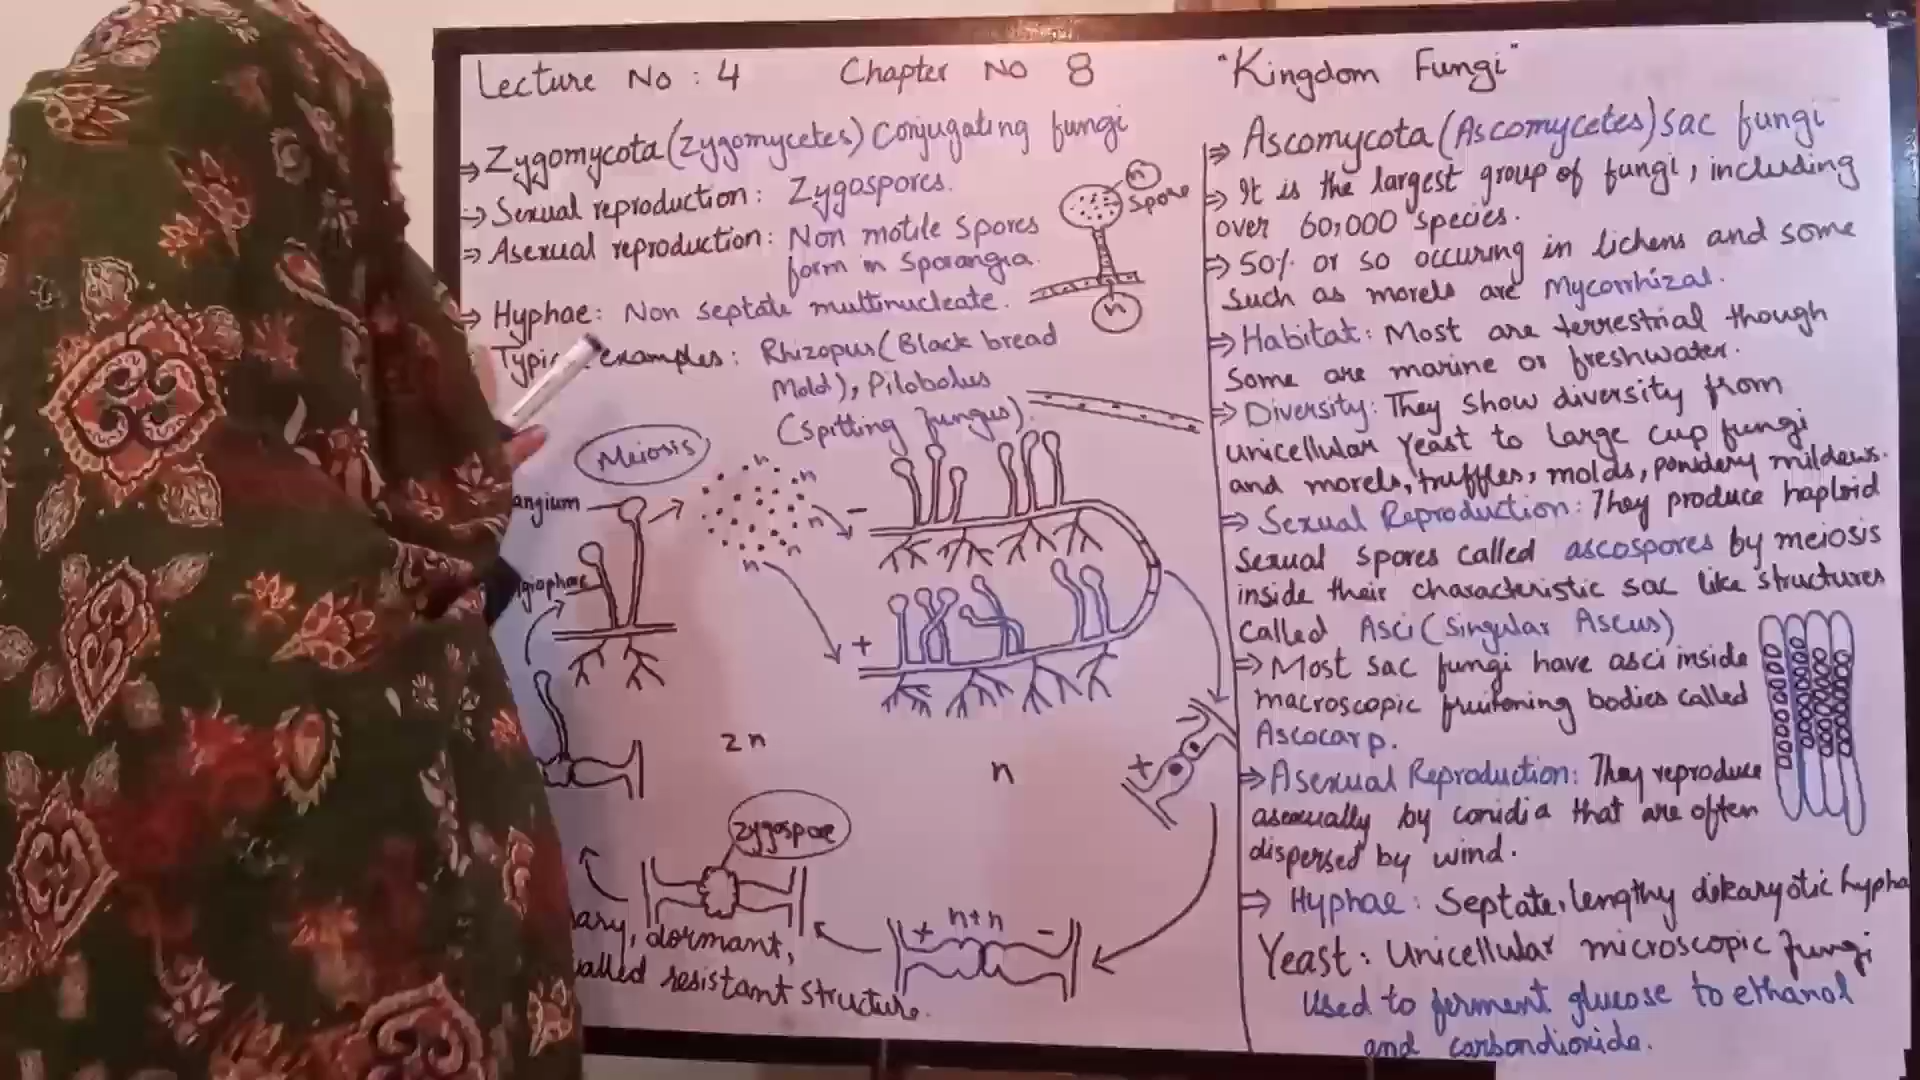 Lecture No : 4 Chapter No 8 "Kingdom Fungi"
⇒ Zygomycota (Zygomycetes) Conjugating fungi
⇒ Sexual reproduction: Zygospores.
⇒ Asexual reproduction: Non motile spores
form in Sporangia.
⇒ Hyphae: Non septate multinucleate.
examples: Rhizopus (Black bread
Mold), Pilobolus
(spitting fungus).
n
Spore
n
Meiosis
angium
giophore
n
n
n
n
n
-
+
2n
n
+
-
zygospore
+ n+n -
ary, dormant,
walled resistant structure.
⇒ Ascomycota (Ascomycetes) sac fungi
⇒ It is the largest group of fungi, including
over 60,000 species.
⇒ 50% or so occuring in lichens and some
such as morels are Mycorrhizal.
⇒ Habitat: Most are terrestrial though
some are marine or freshwater.
⇒ Diversity: They show diversity from
unicellular yeast to large cup fungi
and morels, truffles, molds, powdery mildews.
⇒ Sexual Reproduction: They produce haploid
sexual spores called ascospores by meiosis
inside their characteristic sac like structures
called Asci (Singular Ascus)
⇒ Most sac fungi have asci inside
macroscopic fruitening bodies called
Ascocarp.
⇒ Asexual Reproduction: They reproduce
asexually by conidia that are often
dispersed by wind.
⇒ Hyphae: Septate, lengthy dikaryotic hypha
Yeast: Unicellular microscopic fungi
used to ferment glucose to ethanol
and carbondioxide.